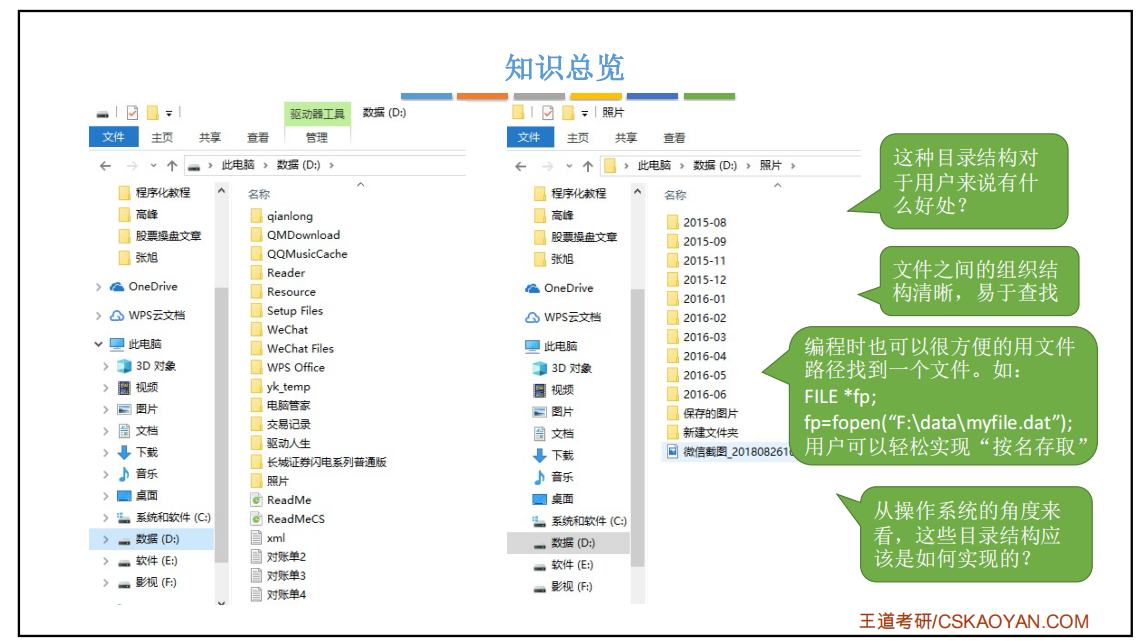 知识总览
驱动器工具
数据 (D:)
文件
主页
共享
查看
管理
此电脑 › 数据 (D:) ›
程序化教程
高峰
股票操盘文章
张旭
OneDrive
WPS云文档
此电脑
3D 对象
视频
图片
文档
下载
音乐
桌面
系统和软件 (C:)
数据 (D:)
软件 (E:)
影视 (F:)
名称
qianlong
QMDownload
QQMusicCache
Reader
Resource
Setup Files
WeChat
WeChat Files
WPS Office
yk_temp
电脑管家
交易记录
驱动人生
长城证券闪电系列普通版
照片
ReadMe
ReadMeCS
xml
对账单2
对账单3
对账单4
照片
文件
主页
共享
查看
此电脑 › 数据 (D:) › 照片 ›
程序化教程
高峰
股票操盘文章
张旭
OneDrive
WPS云文档
此电脑
3D 对象
视频
图片
文档
下载
音乐
桌面
系统和软件 (C:)
数据 (D:)
软件 (E:)
影视 (F:)
名称
2015-08
2015-09
2015-11
2015-12
2016-01
2016-02
2016-03
2016-04
2016-05
2016-06
保存的图片
新建文件夹
微信截图_2018082610
这种目录结构对
于用户来说有什
么好处？
文件之间的组织结
构清晰，易于查找
编程时也可以很方便的用文件
路径找到一个文件。如：
FILE *fp;
fp=fopen(“F:\data\myfile.dat”);
用户可以轻松实现“按名存取”
从操作系统的角度来
看，这些目录结构应
该是如何实现的？
王道考研/CSKAOYAN.COM